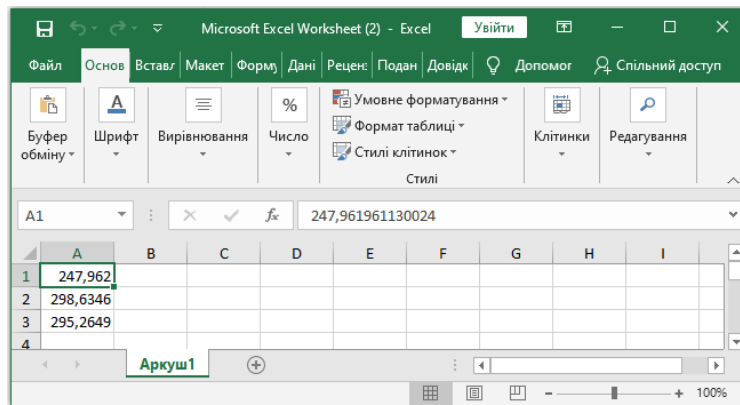 Microsoft Excel Worksheet (2) - Excel Увійти
Файл Основ Вставл Макет Форму Дані Рецен: Подан Довідк Допомог Спільний доступ
Буфер обміну
Шрифт
Вирівнювання
%
Число
Умовне форматування
Формат таблиці
Стилі клітинок
Стилі
Клітинки
Редагування
A1 fx 247,961961130024
A B C D E F G H I
1 247,962
2 298,6346
3 295,2649
4
Аркуш1
100%